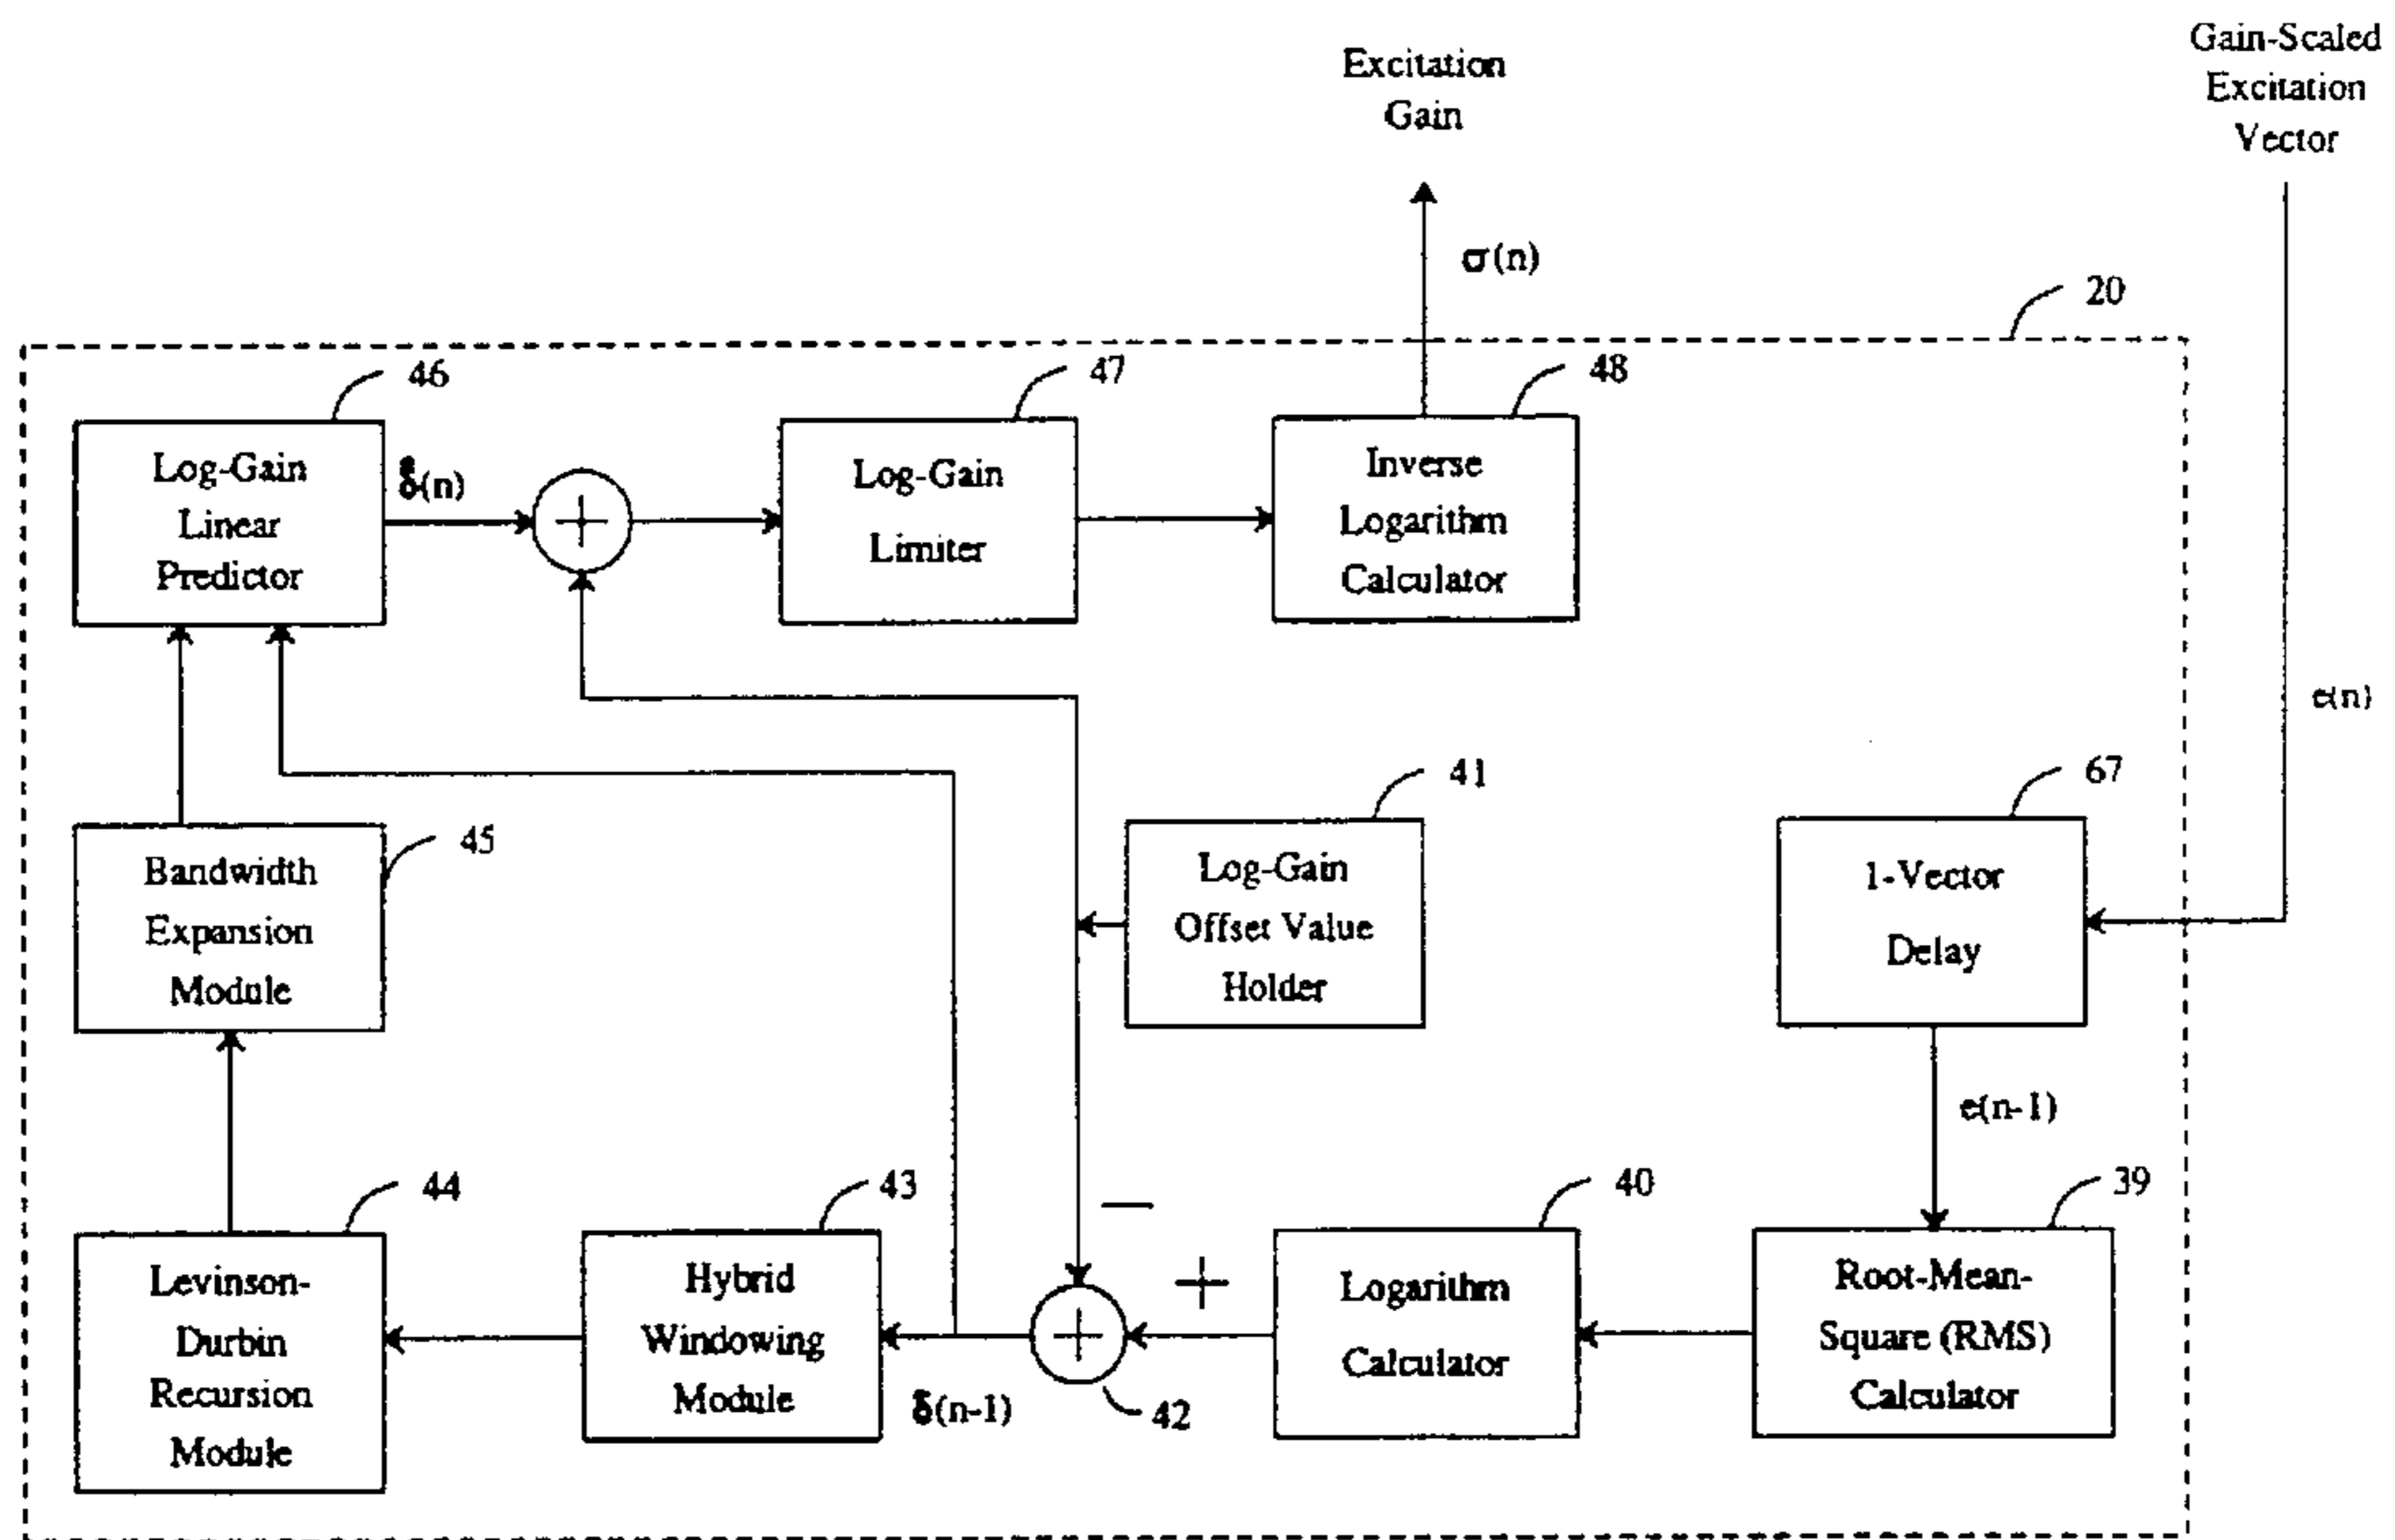 Excitation
Gain
Gain-Scaled
Excitation
Vector
σ(n)
20
46
47
48
Log-Gain
Linear
Predictor
δ̂(n)
+
Log-Gain
Limiter
Inverse
Logarithm
Calculator
e(n)
41
67
45
Bandwidth
Expansion
Module
Log-Gain
Offset Value
Holder
1-Vector
Delay
e(n-1)
44
43
40
39
−
+
Levinson-
Durbin
Recursion
Module
Hybrid
Windowing
Module
δ(n-1)
+
42
Logarithm
Calculator
Root-Mean-
Square (RMS)
Calculator